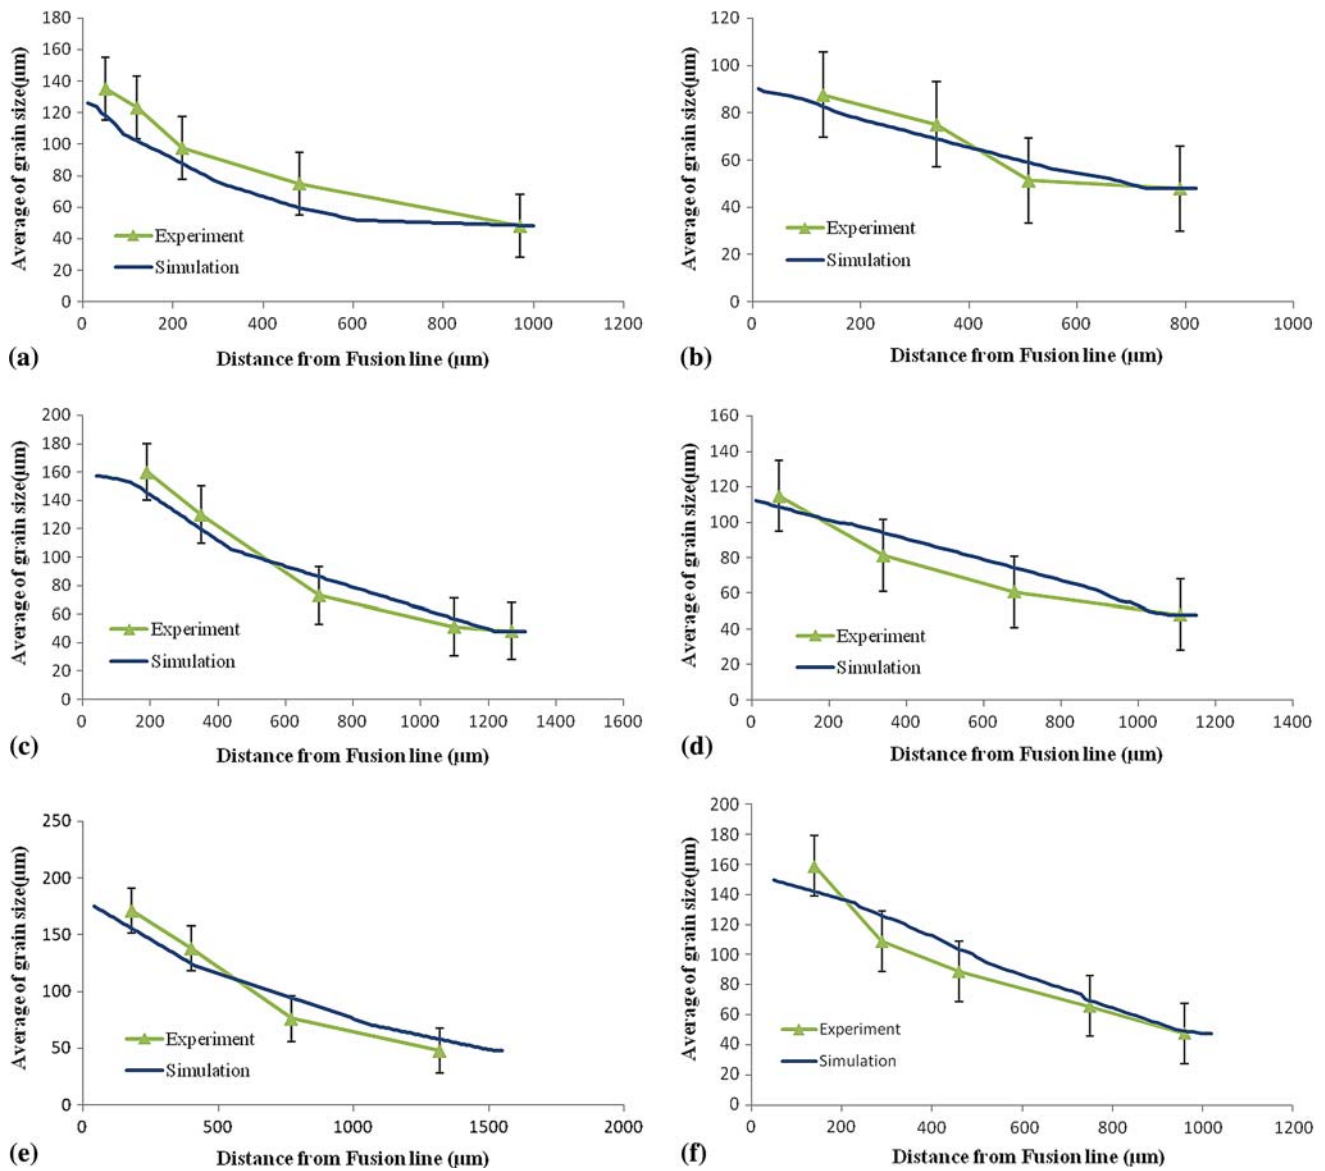 180
160
140
120
100
80
60
40
20
0
Average of grain size(μm)
Experiment
Simulation
0 200 400 600 800 1000 1200
(a) Distance from Fusion line (μm)
120
100
80
60
40
20
0
Average of grain size(μm)
Experiment
Simulation
0 200 400 600 800 1000
(b) Distance from Fusion line (μm)
200
180
160
140
120
100
80
60
40
20
0
Average of grain size(μm)
Experiment
Simulation
0 200 400 600 800 1000 1200 1400 1600
(c) Distance from Fusion line (μm)
160
140
120
100
80
60
40
20
0
Average of grain size(μm)
Experiment
Simulation
0 200 400 600 800 1000 1200 1400
(d) Distance from Fusion line (μm)
250
200
150
100
50
0
Average of grain size(μm)
Experiment
Simulation
0 500 1000 1500 2000
(e) Distance from Fusion line (μm)
200
180
160
140
120
100
80
60
40
20
0
Average of grain size(μm)
Experiment
Simulation
0 200 400 600 800 1000 1200
(f) Distance from Fusion line (μm)